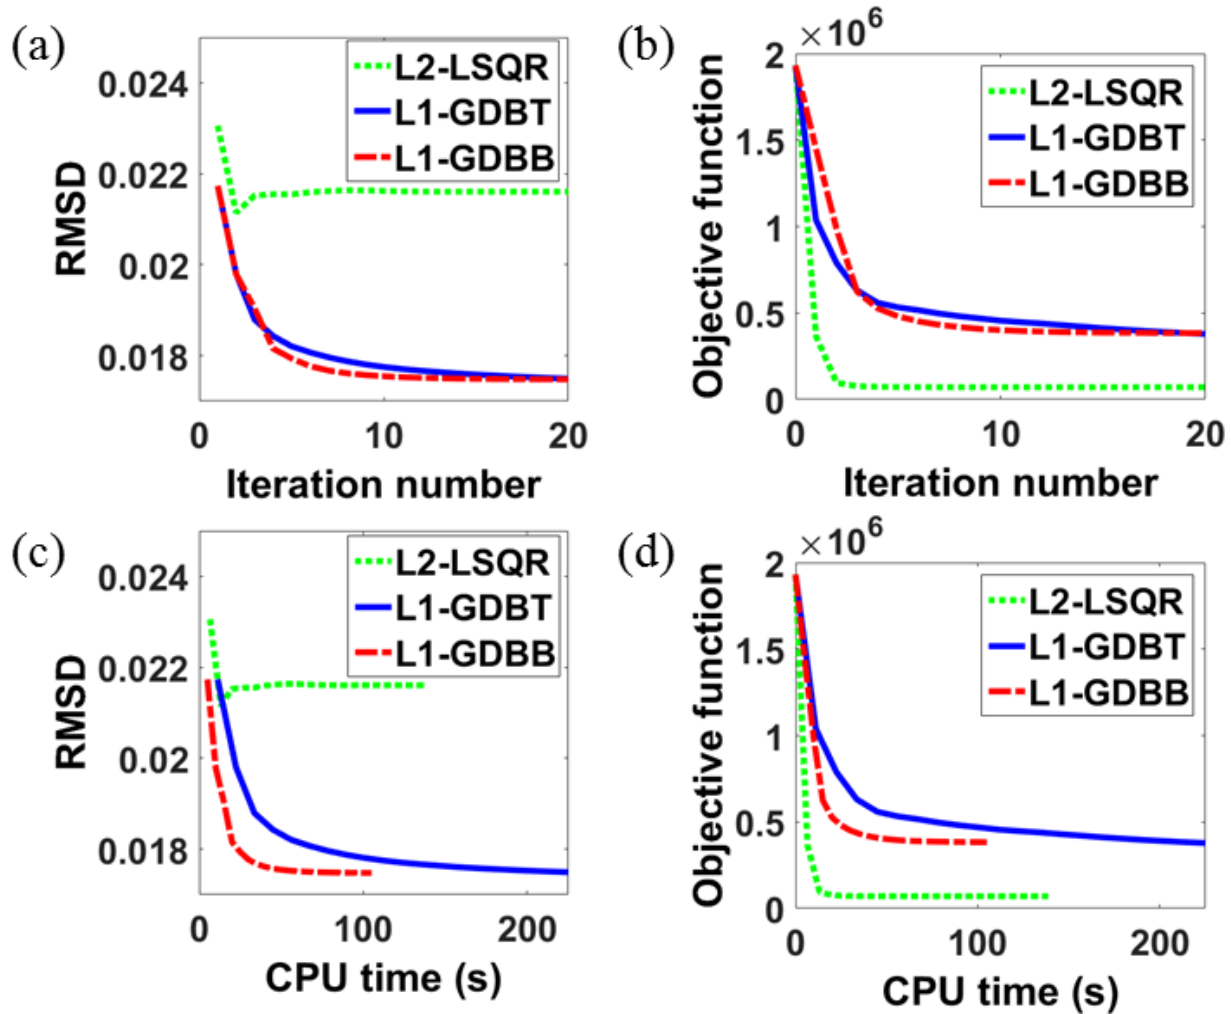 (a)
RMSD
0.024
0.022
0.02
0.018
0
10
20
Iteration number
L2-LSQR
L1-GDBT
L1-GDBB
(b)
×10⁶
Objective function
2
1.5
1
0.5
0
0
10
20
Iteration number
L2-LSQR
L1-GDBT
L1-GDBB
(c)
RMSD
0.024
0.022
0.02
0.018
0
100
200
CPU time (s)
L2-LSQR
L1-GDBT
L1-GDBB
(d)
×10⁶
Objective function
2
1.5
1
0.5
0
0
100
200
CPU time (s)
L2-LSQR
L1-GDBT
L1-GDBB